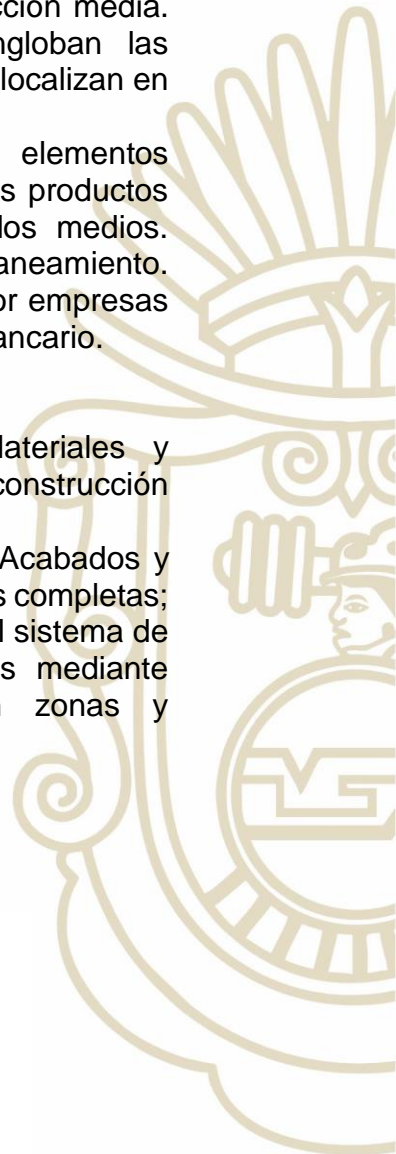 cción media.
ngloban las
localizan en
elementos
s productos
los medios.
aneamiento.
or empresas
ancario.
lateriales y
construcción
Acabados y
s completas;
l sistema de
s mediante
zonas y